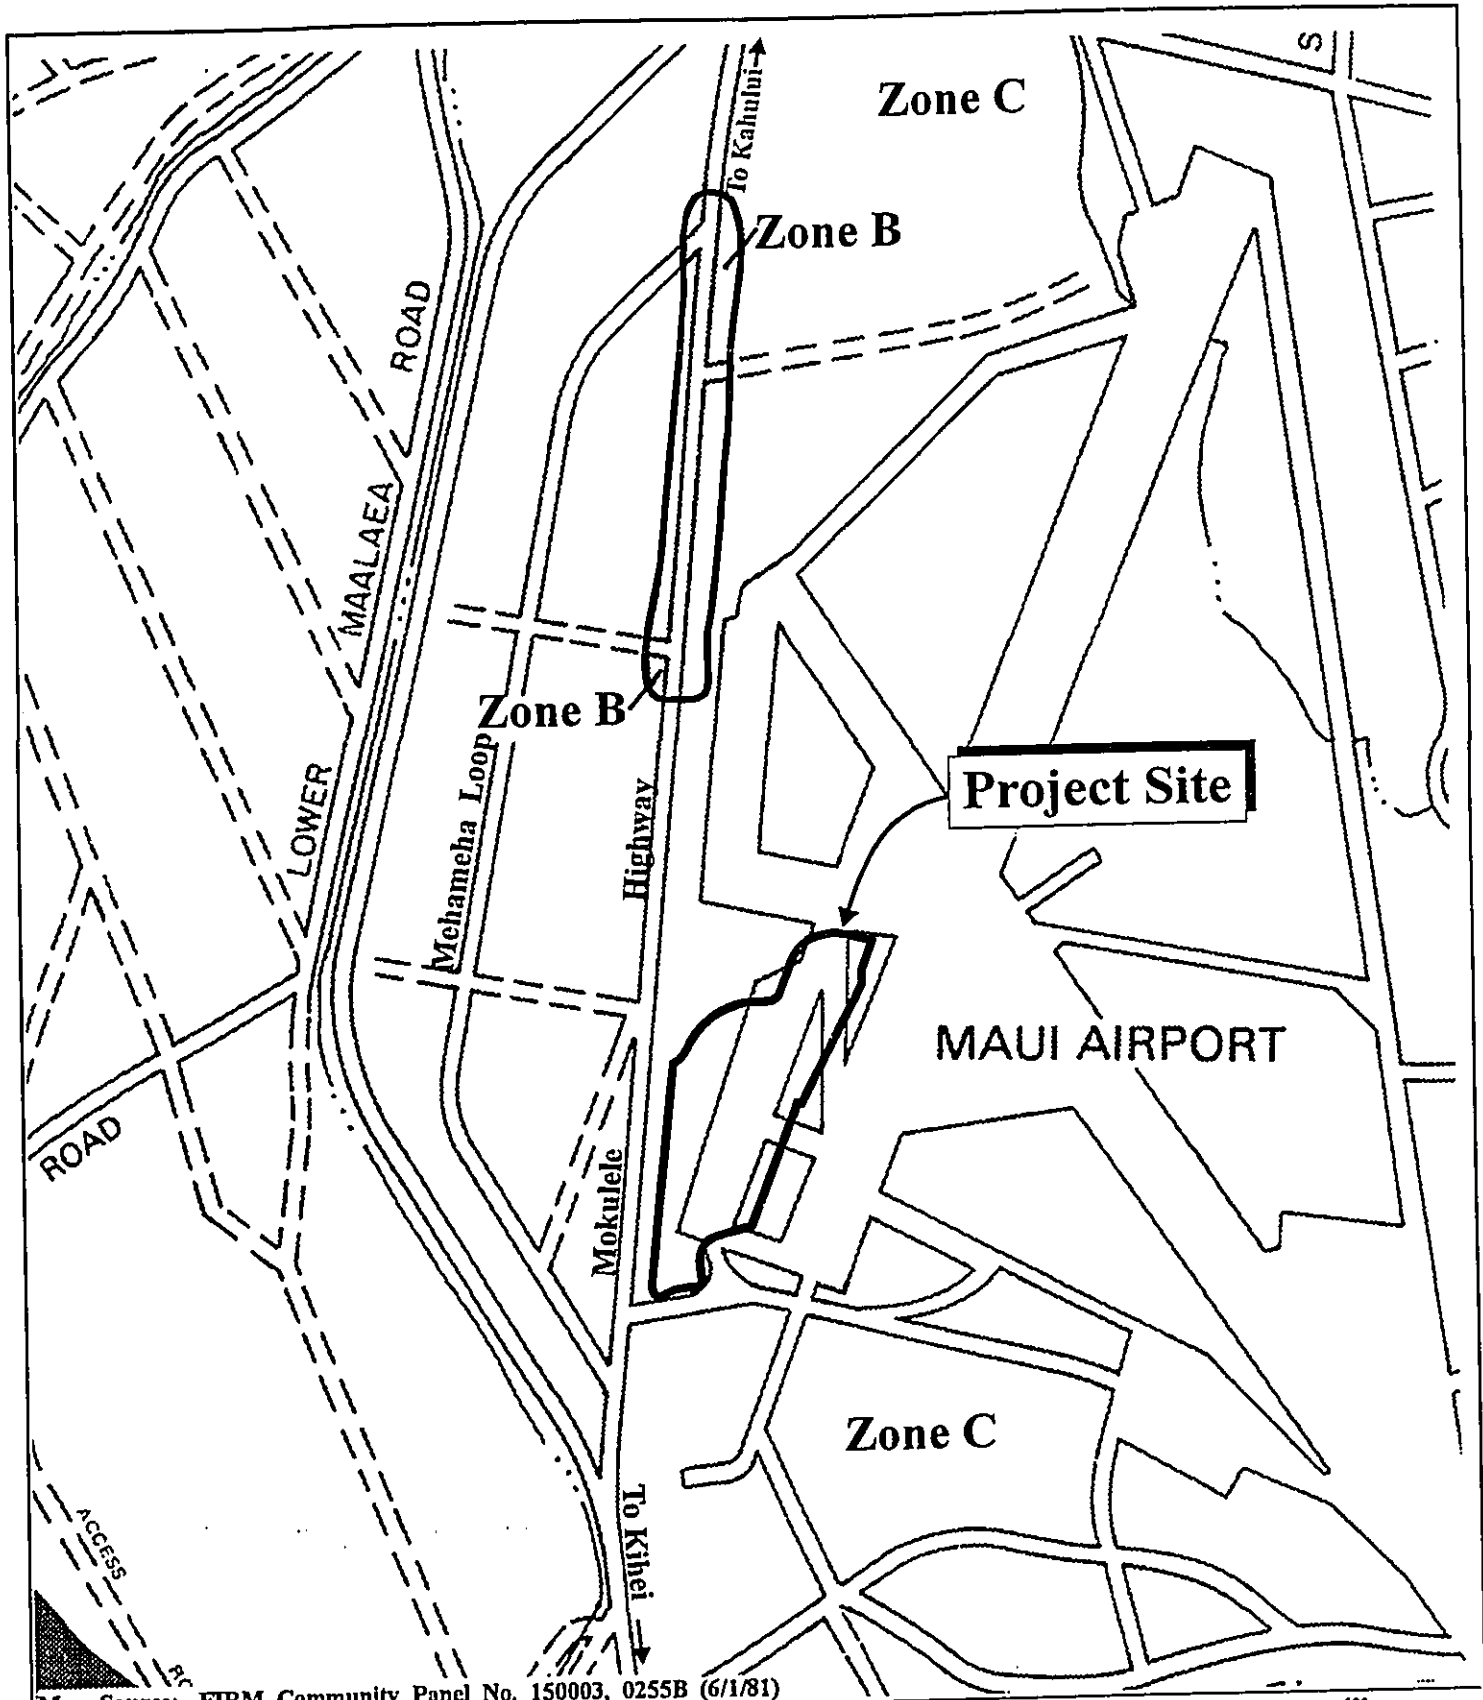 S
Zone C
To Kahului
Zone B
ROAD
MAALAEA
Zone B
Mehameha Loop
Highway
LOWER
Project Site
MAUI AIRPORT
ROAD
Mokulele
Zone C
To Kihei
ACCESS
Source: FIRM Community Panel No. 150003, 0255B (6/1/81)